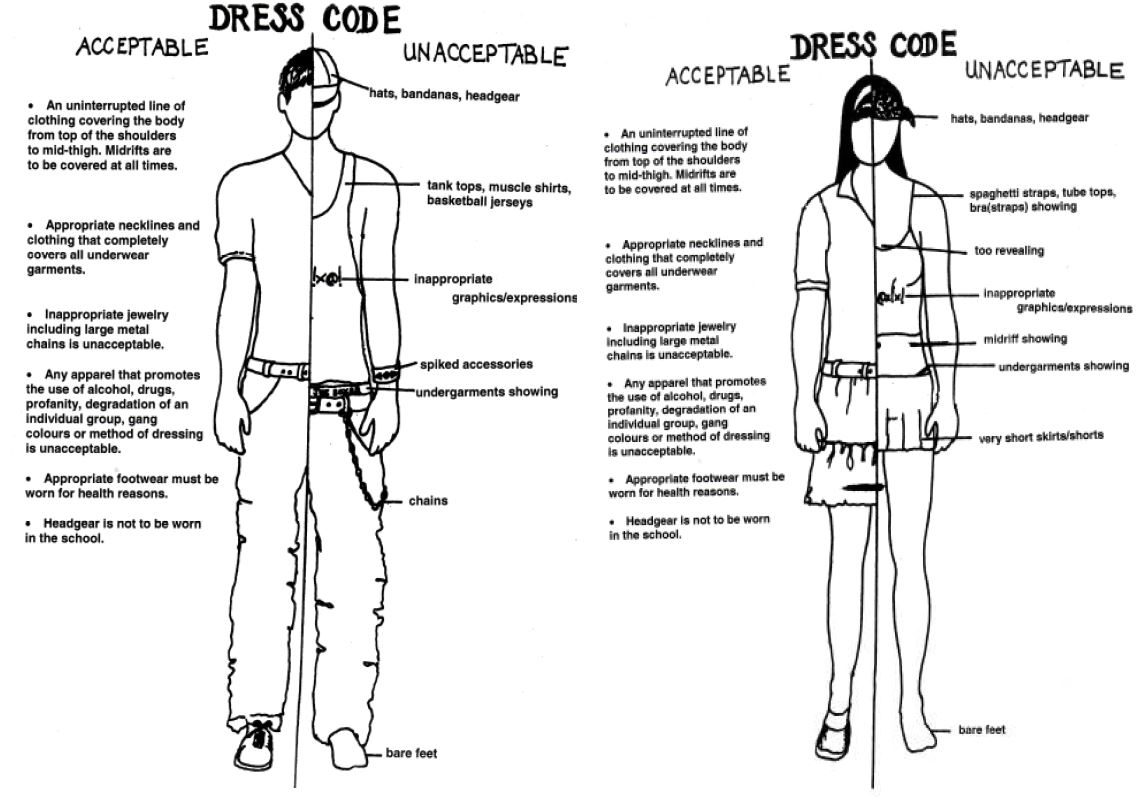 DRESS CODE
ACCEPTABLE
UNACCEPTABLE
• An uninterrupted line of
clothing covering the body
from top of the shoulders
to mid-thigh. Midrifts are
to be covered at all times.
• Appropriate necklines and
clothing that completely
covers all underwear
garments.
• Inappropriate jewelry
including large metal
chains is unacceptable.
• Any apparel that promotes
the use of alcohol, drugs,
profanity, degradation of an
individual group, gang
colours or method of dressing
is unacceptable.
• Appropriate footwear must be
worn for health reasons.
• Headgear is not to be worn
in the school.
hats, bandanas, headgear
tank tops, muscle shirts,
basketball jerseys
!x@!
inappropriate
graphics/expressions
spiked accessories
undergarments showing
chains
bare feet
DRESS CODE
ACCEPTABLE
UNACCEPTABLE
• An uninterrupted line of
clothing covering the body
from top of the shoulders
to mid-thigh. Midrifts are
to be covered at all times.
• Appropriate necklines and
clothing that completely
covers all underwear
garments.
• Inappropriate jewelry
including large metal
chains is unacceptable.
• Any apparel that promotes
the use of alcohol, drugs,
profanity, degradation of an
individual group, gang
colours or method of dressing
is unacceptable.
• Appropriate footwear must be
worn for health reasons.
• Headgear is not to be worn
in the school.
hats, bandanas, headgear
spaghetti straps, tube tops,
bra(straps) showing
too revealing
inappropriate
graphics/expressions
midriff showing
undergarments showing
very short skirts/shorts
bare feet